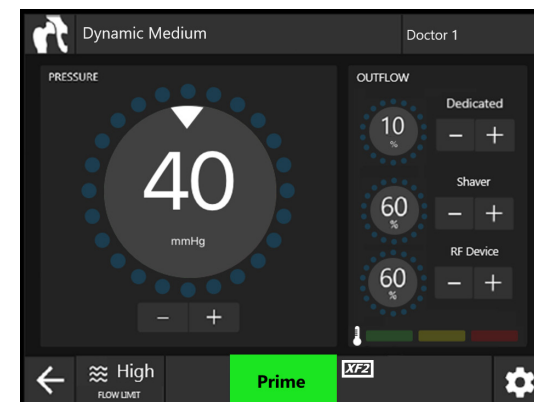 Dynamic Medium
Doctor 1
PRESSURE
40
mmHg
OUTFLOW
Dedicated
10
%
Shaver
60
%
RF Device
60
%
High
FLOW LIMIT
Prime
XF2